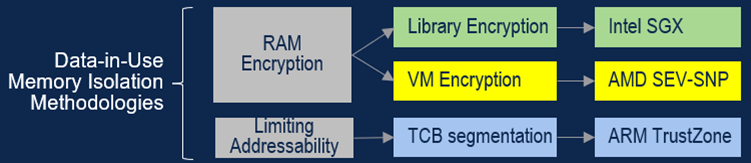 Data-in-Use
Memory Isolation
Methodologies
RAM
Encryption
Library Encryption
Intel SGX
VM Encryption
AMD SEV-SNP
Limiting
Addressability
TCB segmentation
ARM TrustZone